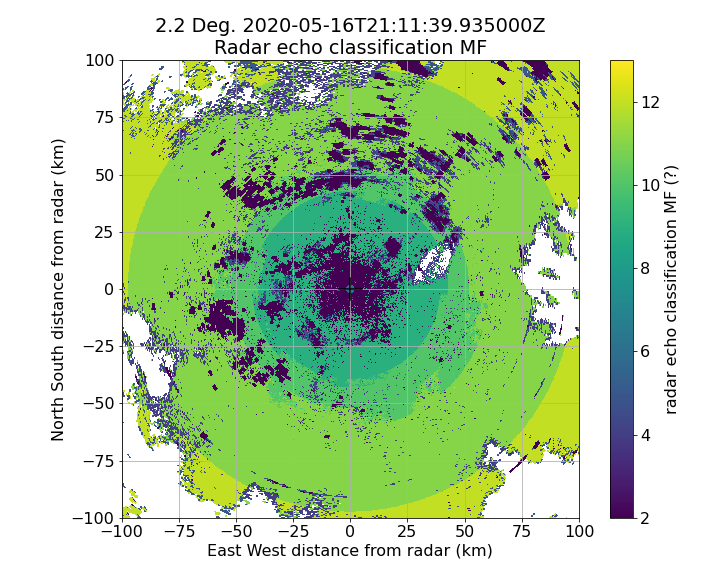 2.2 Deg. 2020-05-16T21:11:39.935000Z
Radar echo classification MF
100
75
50
25
0
−25
−50
−75
−100
North South distance from radar (km)
−100 −75 −50 −25 0 25 50 75 100
East West distance from radar (km)
12
10
8
6
4
2
radar echo classification MF (?)